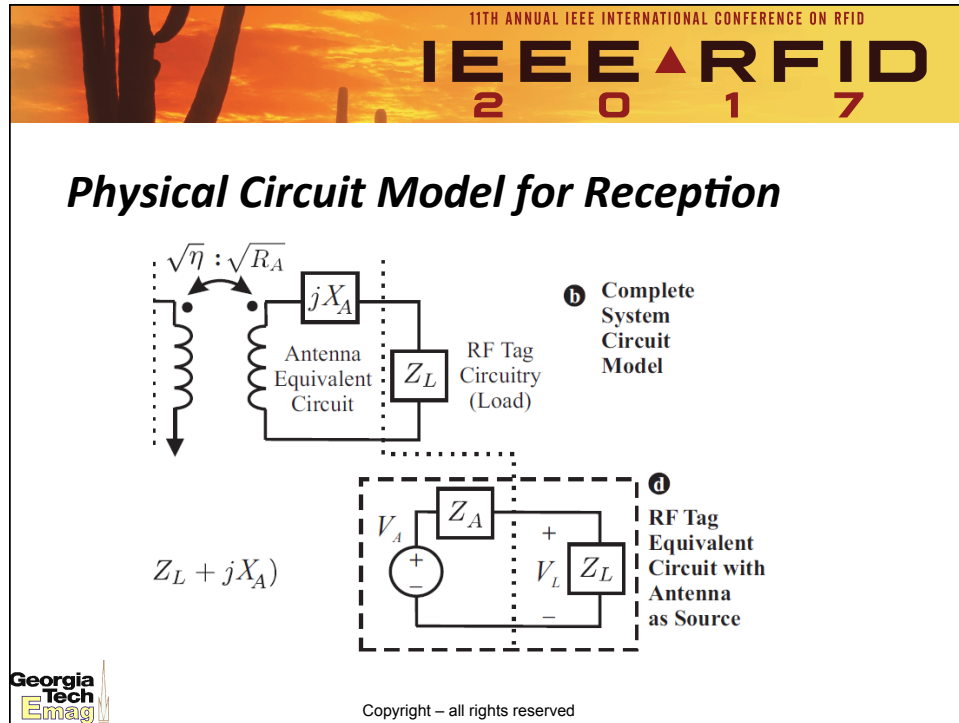 11TH ANNUAL IEEE INTERNATIONAL CONFERENCE ON RFID
IEEE▲RFID
2 0 1 7
Physical Circuit Model for Reception
√η : √R_A
jX_A
Antenna
Equivalent
Circuit
Z_L
RF Tag
Circuitry
(Load)
b Complete
System
Circuit
Model
V_A
+
−
Z_A
+
V_L
−
Z_L
d
RF Tag
Equivalent
Circuit with
Antenna
as Source
Z_L + jX_A)
Georgia
Tech
Emag
Copyright – all rights reserved